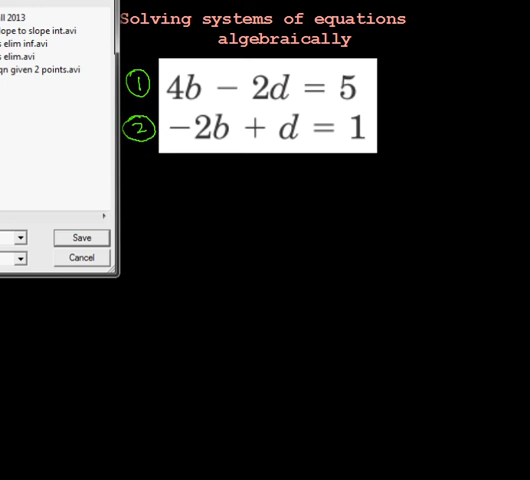 Solving systems of equations
algebraically
ll 2013
ope to slope int.avi
s elim inf.avi
s elim.avi
qn given 2 points.avi
① 4b − 2d = 5
② −2b + d = 1
Save
Cancel